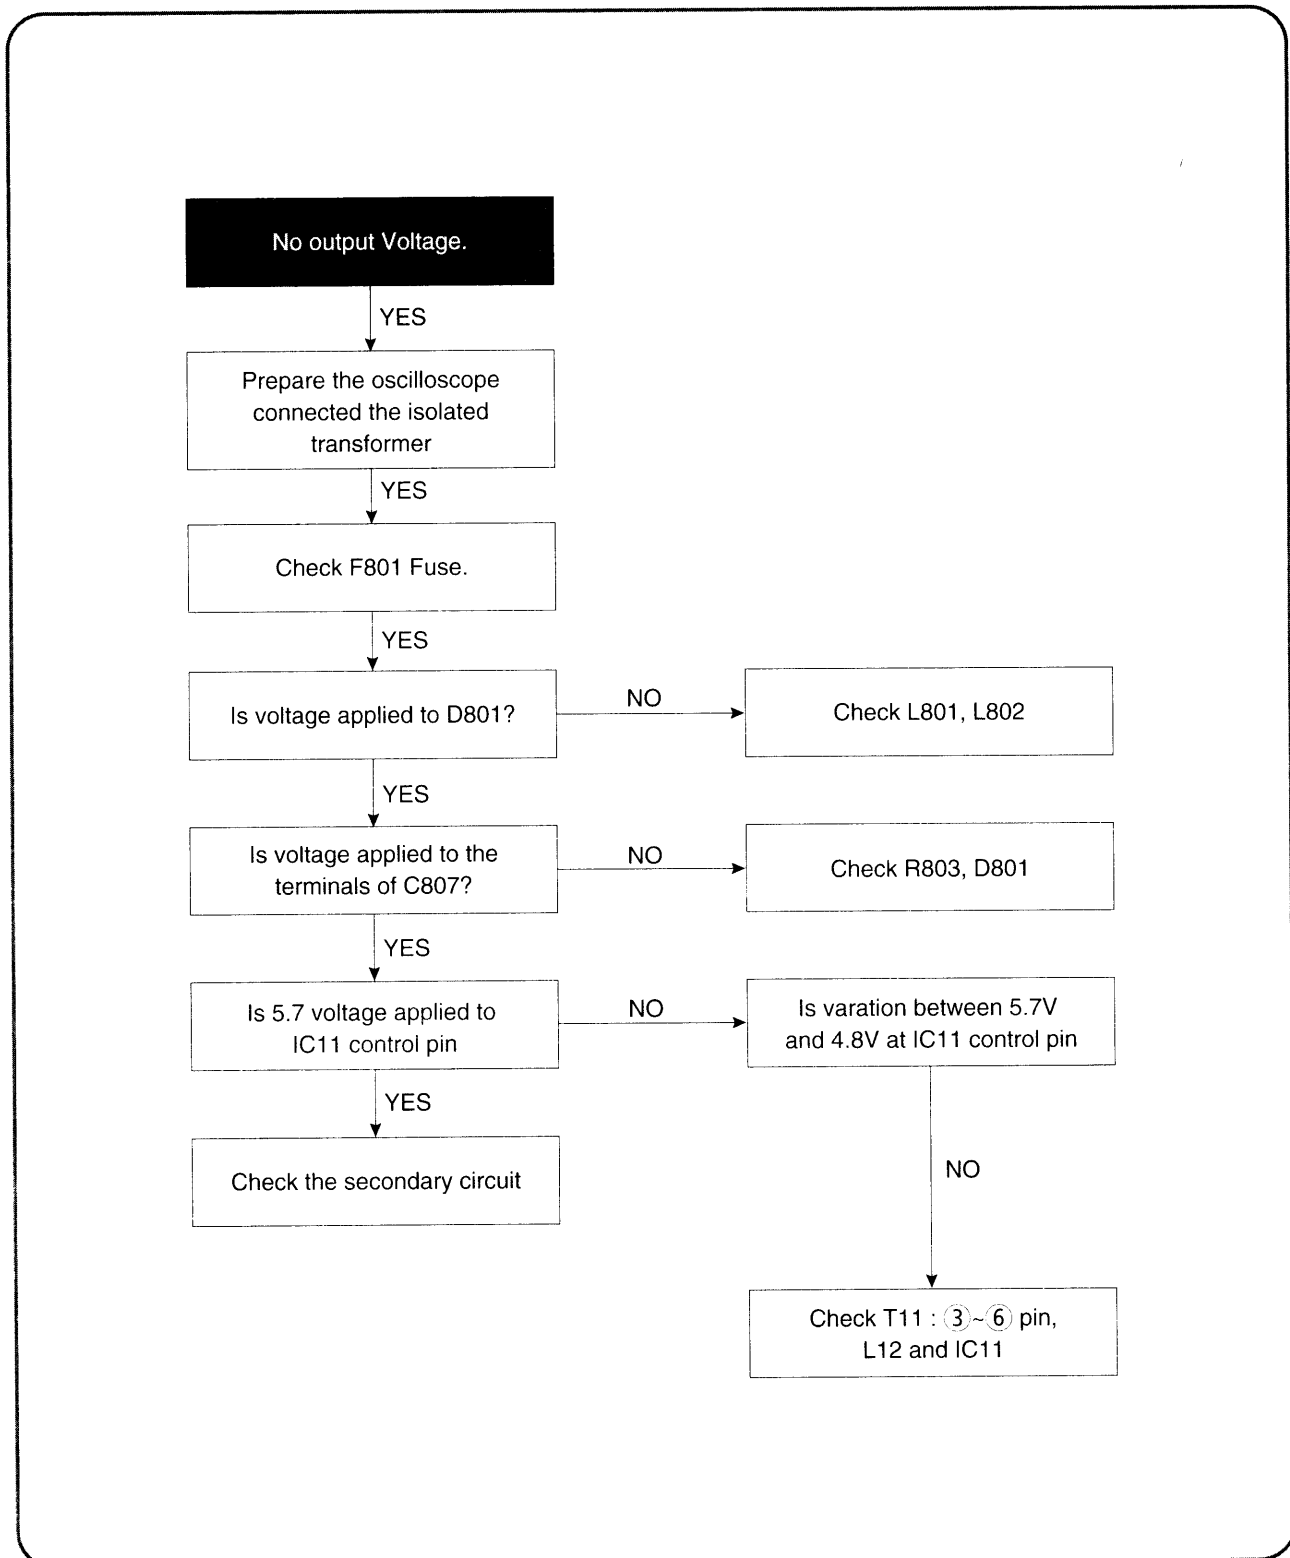 No output Voltage.
YES
Prepare the oscilloscope
connected the isolated
transformer
YES
Check F801 Fuse.
YES
Is voltage applied to D801?
NO
Check L801, L802
YES
Is voltage applied to the
terminals of C807?
NO
Check R803, D801
YES
Is 5.7 voltage applied to
IC11 control pin
NO
Is varation between 5.7V
and 4.8V at IC11 control pin
YES
Check the secondary circuit
NO
Check T11 : ③~⑥ pin,
L12 and IC11